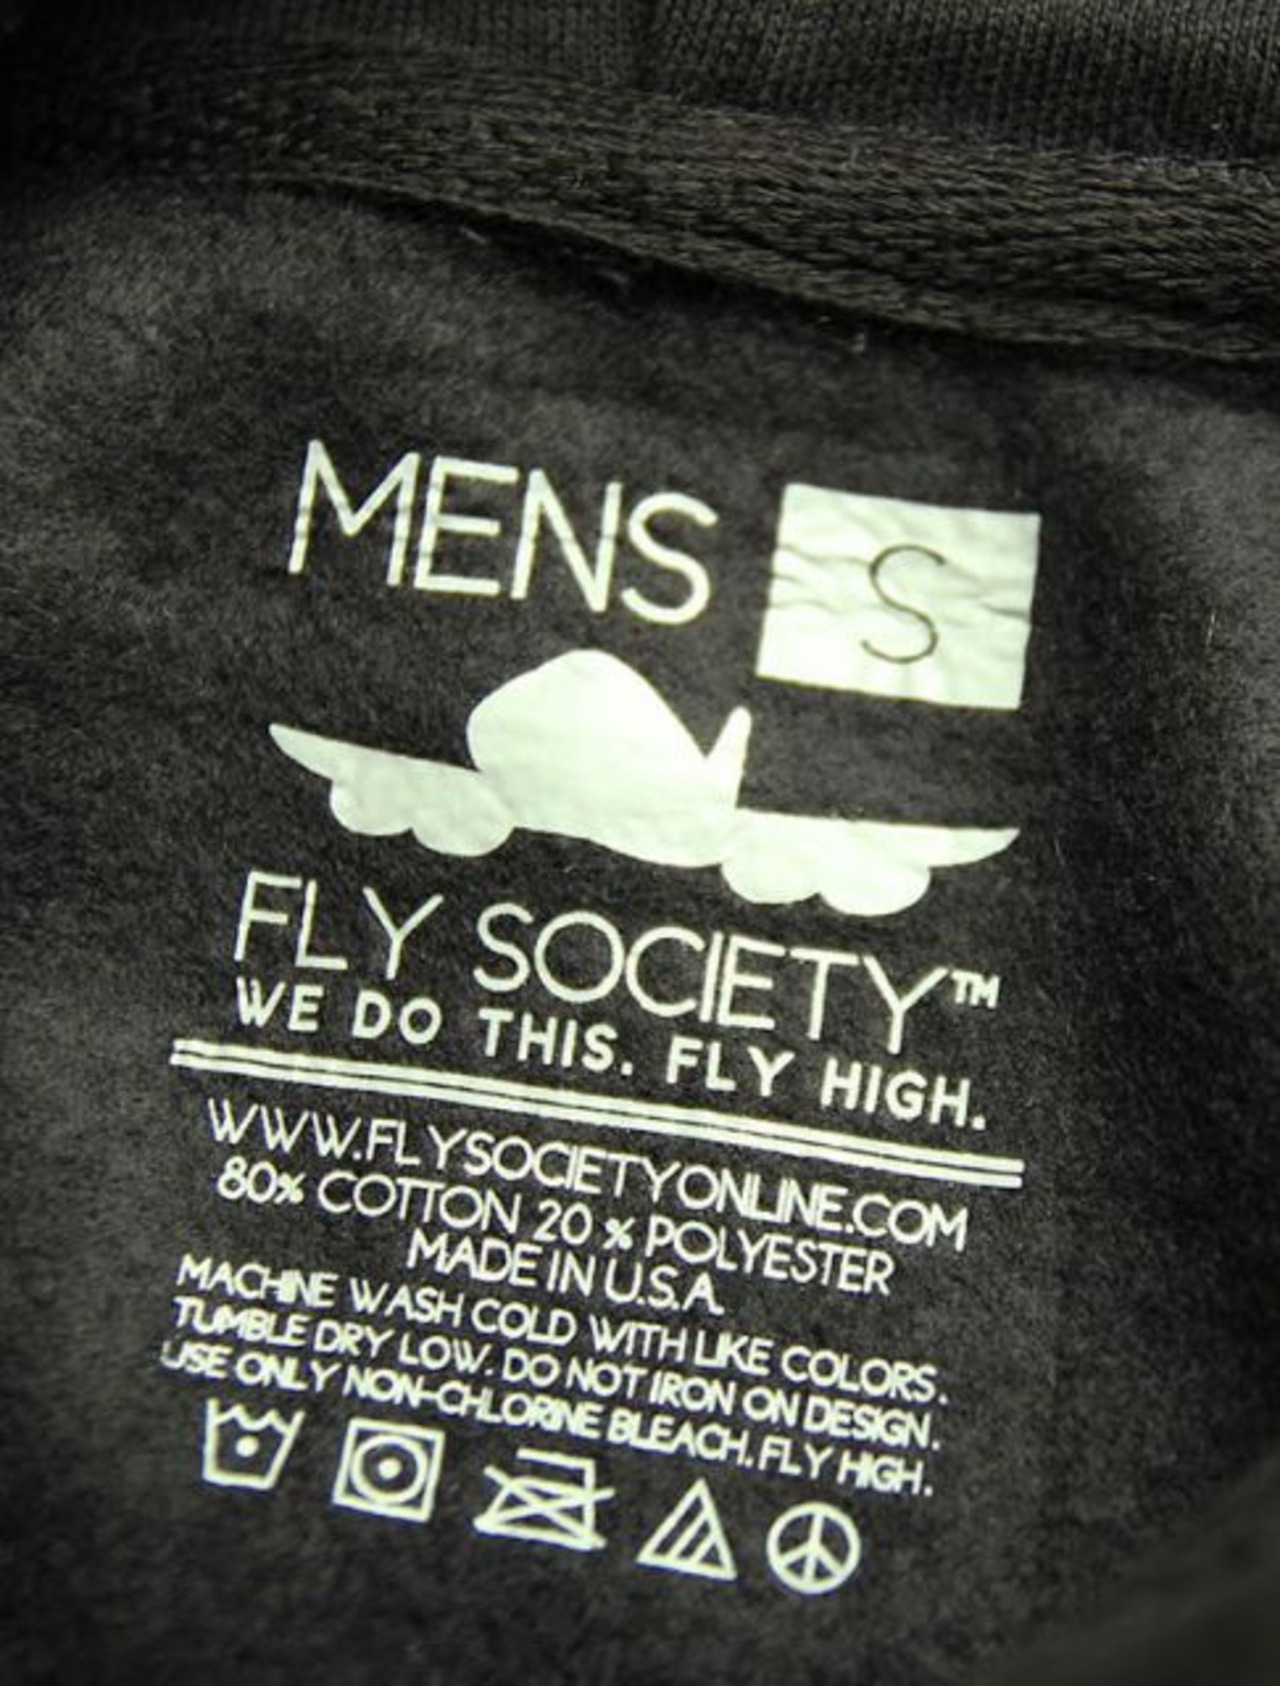 MENS S
FLY SOCIETY™
WE DO THIS. FLY HIGH.
WWW.FLYSOCIETYONLINE.COM
80% COTTON 20 % POLYESTER
MADE IN U.S.A.
MACHINE WASH COLD WITH LIKE COLORS.
TUMBLE DRY LOW. DO NOT IRON ON DESIGN.
USE ONLY NON-CHLORINE BLEACH. FLY HIGH.